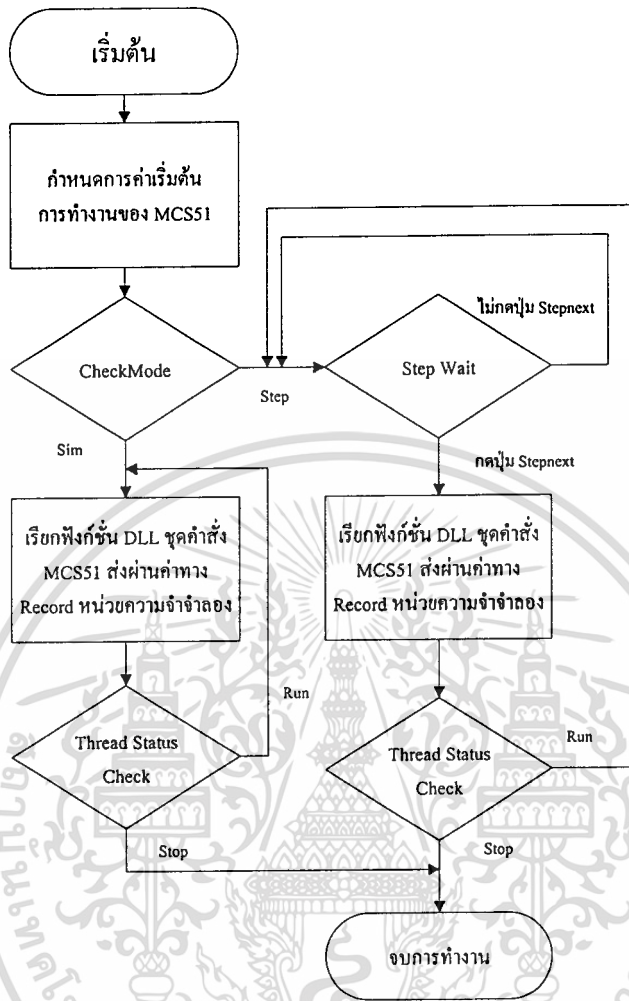 เริ่มต้น
กำหนดการค่าเริ่มต้น
การทำงานของ MCS51
CheckMode
Step
Step Wait
ไม่กดปุ่ม Stepnext
Sim
กดปุ่ม Stepnext
เรียกฟังก์ชั่น DLL ชุดคำสั่ง
MCS51 ส่งผ่านค่าทาง
Record หน่วยความจำจำลอง
เรียกฟังก์ชั่น DLL ชุดคำสั่ง
MCS51 ส่งผ่านค่าทาง
Record หน่วยความจำจำลอง
Thread Status
Check
Run
Thread Status
Check
Run
Stop
Stop
จบการทำงาน